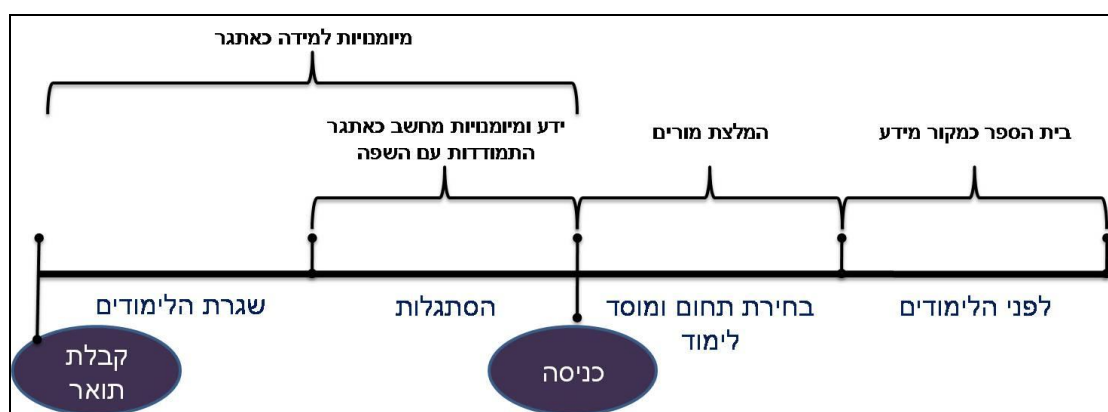 מיומנויות למידה כאתגר
בית הספר כמקור מידע
המלצת מורים
ידע ומיומנויות מחשב כאתגר
התמודדות עם השפה
לפני הלימודים
בחירת תחום ומוסד
לימוד
הסתגלות
שגרת הלימודים
כניסה
קבלת
תואר